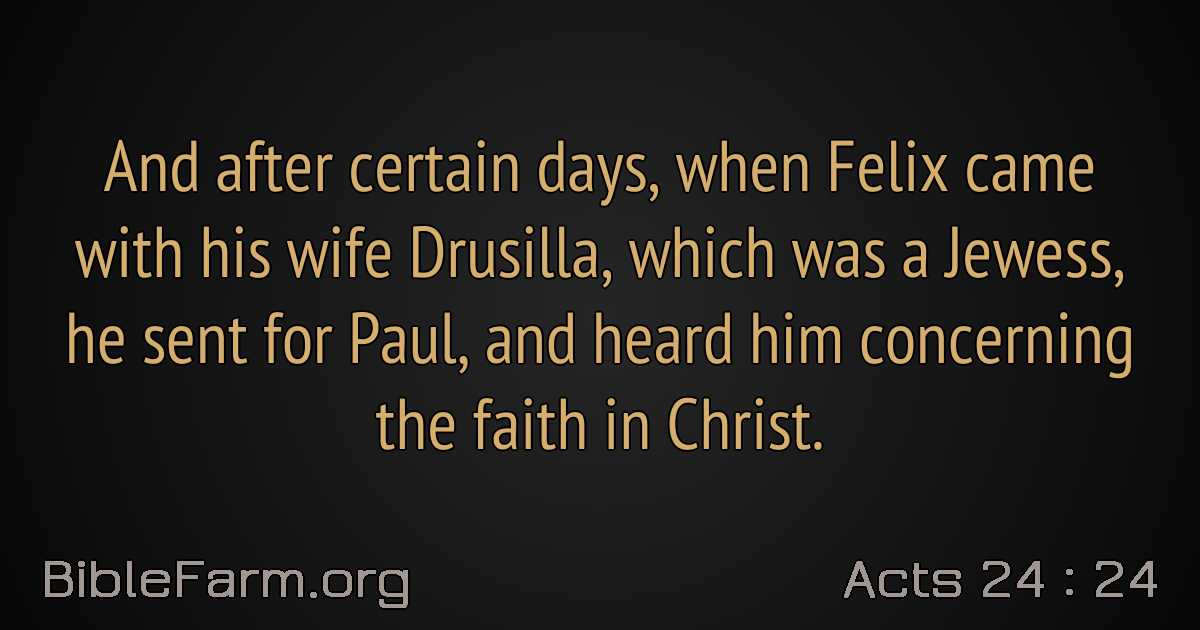 And after certain days, when Felix came
with his wife Drusilla, which was a Jewess,
he sent for Paul, and heard him concerning
the faith in Christ.
BibleFarm.org
Acts 24 : 24